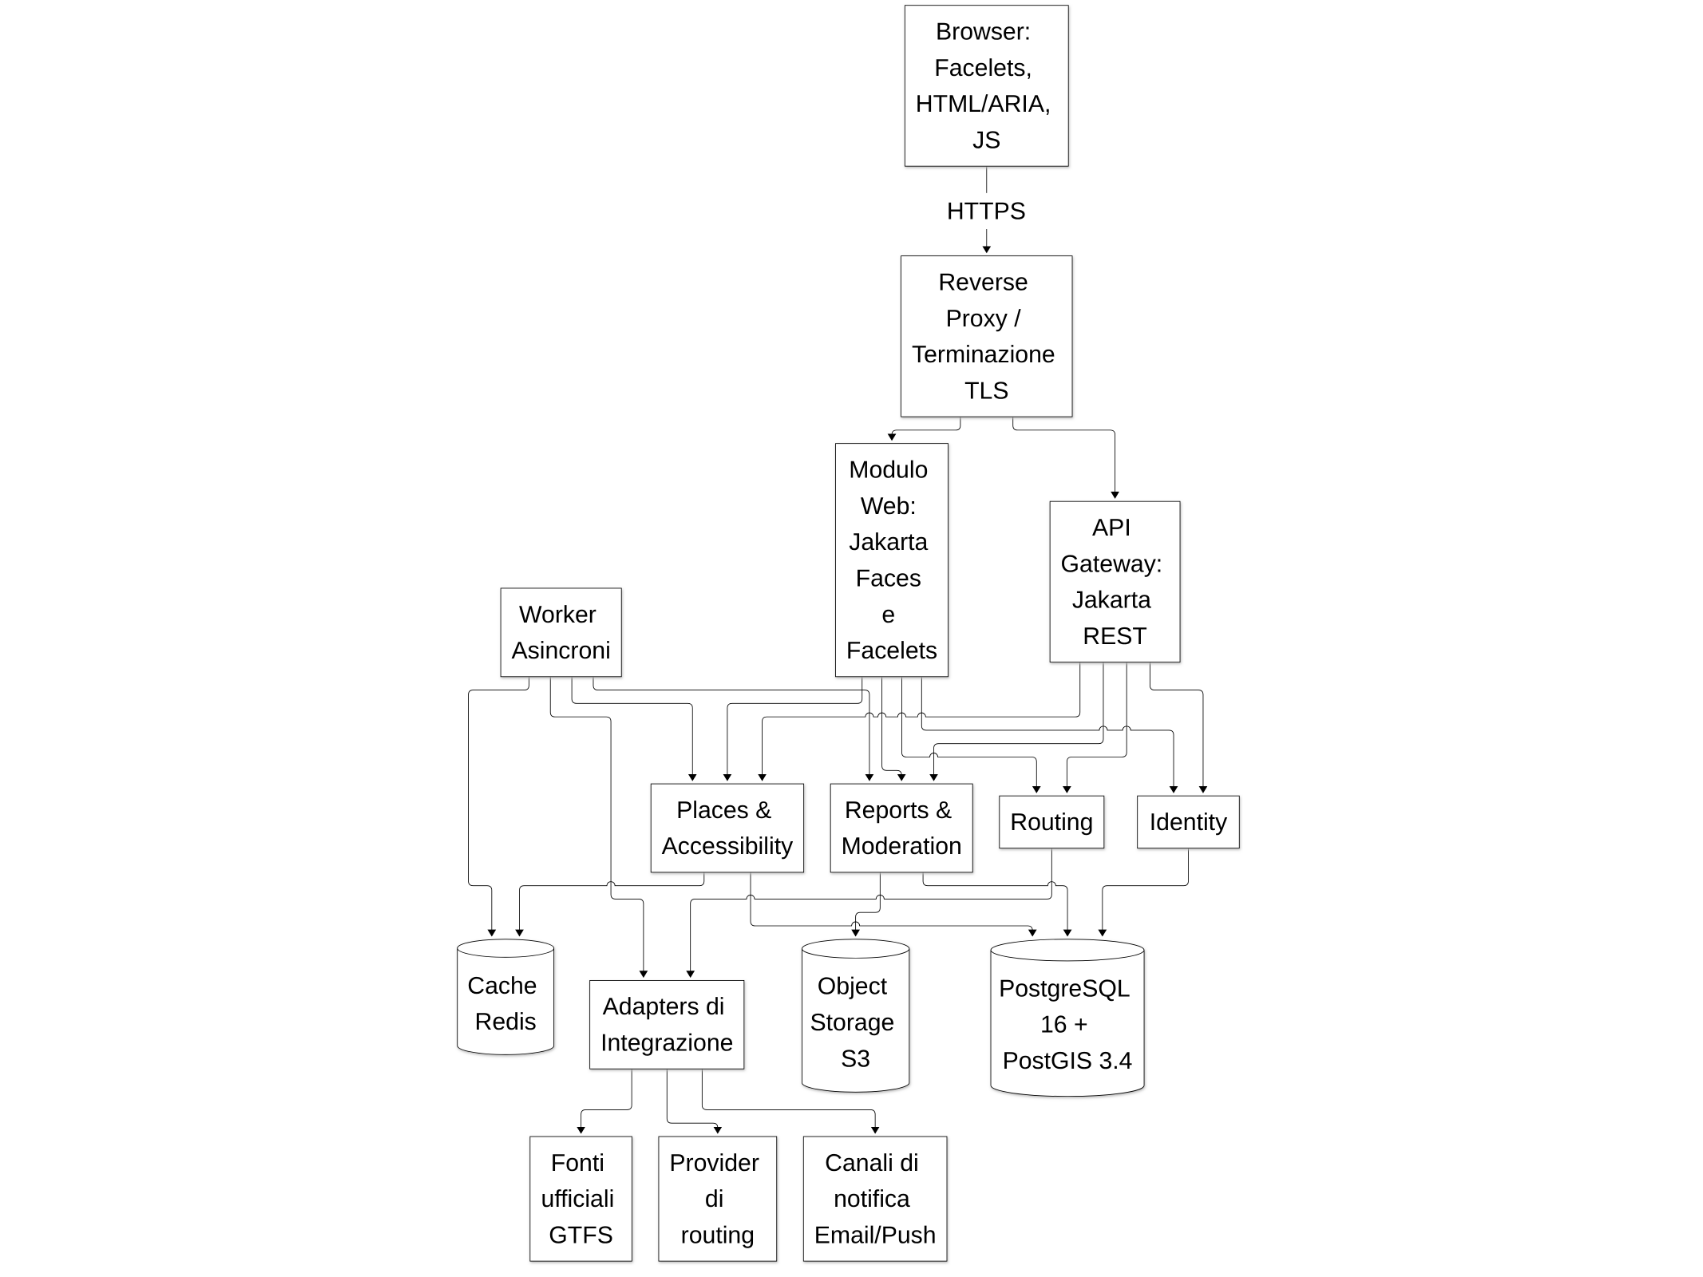 Browser:
Facelets,
HTML/ARIA,
JS
HTTPS
Reverse
Proxy /
Terminazione
TLS
Modulo
Web:
Jakarta
Faces
e
Facelets
API
Gateway:
Jakarta
REST
Worker
Asincroni
Places &
Accessibility
Reports &
Moderation
Routing
Identity
Cache
Redis
Adapters di
Integrazione
Object
Storage
S3
PostgreSQL
16 +
PostGIS 3.4
Fonti
ufficiali
GTFS
Provider
di
routing
Canali di
notifica
Email/Push